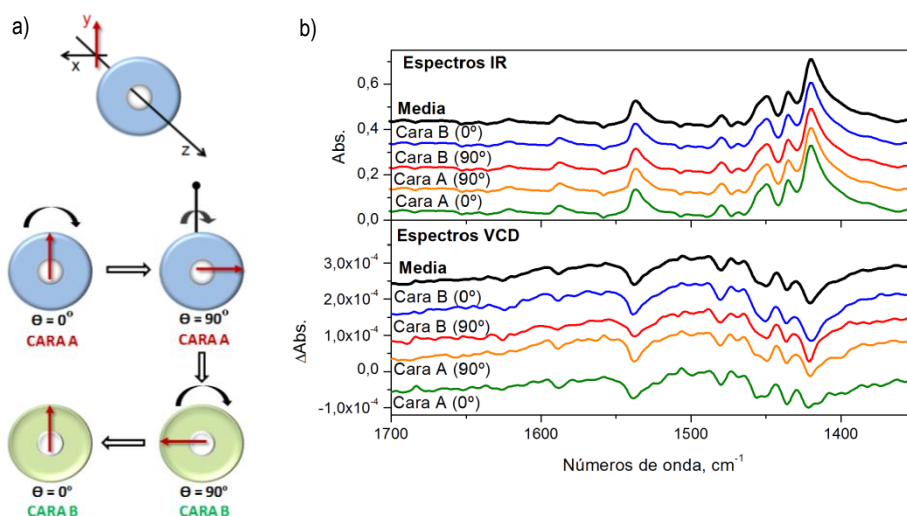 a)
y
x
z
Ɵ = 0º
CARA A
Ɵ = 90º
CARA A
Ɵ = 0º
CARA B
Ɵ = 90º
CARA B
b)
Espectros IR
Media
Cara B (0º)
Cara B (90º)
Cara A (90º)
Cara A (0º)
Abs.
0,6
0,4
0,2
0,0
Espectros VCD
Media
Cara B (0º)
Cara B (90º)
Cara A (90º)
Cara A (0º)
ΔAbs.
3,0x10⁻⁴
2,0x10⁻⁴
1,0x10⁻⁴
0,0
-1,0x10⁻⁴
1700 1600 1500 1400
Números de onda, cm⁻¹